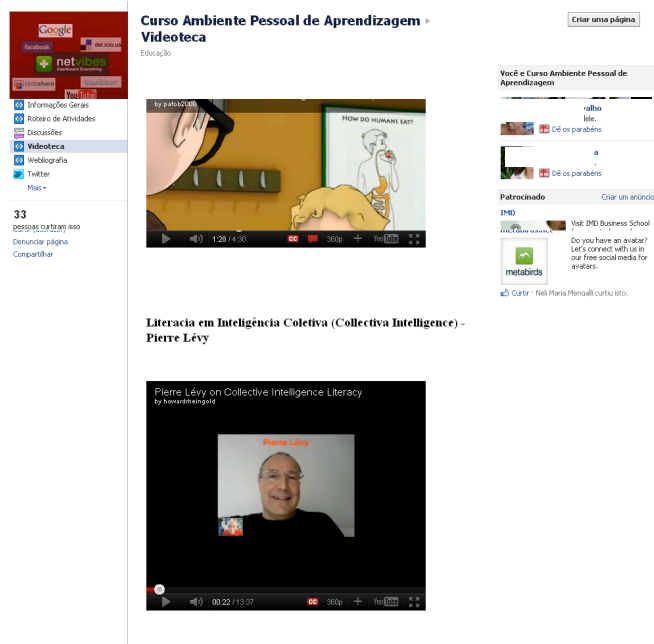 Google
facebook
del.icio.us
netvibes
Dashboard Everything
slideshare
twitter
YouTube
Informações Gerais
Roteiro de Atividades
Discussões
Videoteca
Webliografia
Twitter
Mais
33
pessoas curtiram isso
Denunciar página
Compartilhar
Curso Ambiente Pessoal de Aprendizagem
Videoteca
Educação
by patob2000
HOW DO HUMANS EAT?
1:28 / 4:30
CC
360p
YouTube
Literacia em Inteligência Coletiva (Collectiva Intelligence) -
Pierre Lévy
Pierre Lévy on Collective Intelligence Literacy
by howardrheingold
Pierre Lévy
00:22 / 13:37
CC
360p
YouTube
Criar uma página
Você e Curso Ambiente Pessoal de
Aprendizagem
Dê os parabéns
Dê os parabéns
Patrocinado
Criar um anúncio
IMD
Visit IMD Business School
metabirds
Do you have an avatar?
Let's connect with us in
our free social media for
avatars.
Curtir · Neli Maria Mengalli curtiu isto.